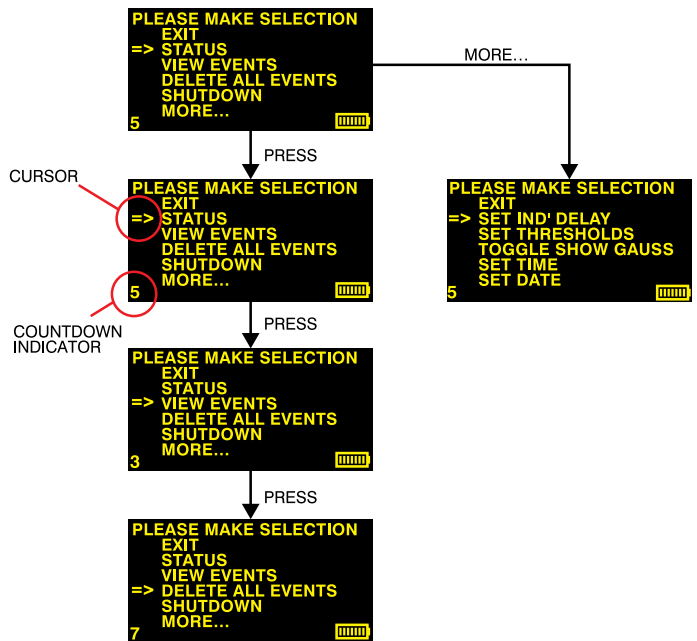 PLEASE MAKE SELECTION
EXIT
=> STATUS
VIEW EVENTS
DELETE ALL EVENTS
SHUTDOWN
MORE...
5
MORE...
PRESS
CURSOR
PLEASE MAKE SELECTION
EXIT
=> STATUS
VIEW EVENTS
DELETE ALL EVENTS
SHUTDOWN
MORE...
5
COUNTDOWN
INDICATOR
PLEASE MAKE SELECTION
EXIT
=> SET IND' DELAY
SET THRESHOLDS
TOGGLE SHOW GAUSS
SET TIME
SET DATE
5
PRESS
PLEASE MAKE SELECTION
EXIT
STATUS
=> VIEW EVENTS
DELETE ALL EVENTS
SHUTDOWN
MORE...
3
PRESS
PLEASE MAKE SELECTION
EXIT
STATUS
VIEW EVENTS
=> DELETE ALL EVENTS
SHUTDOWN
MORE...
7